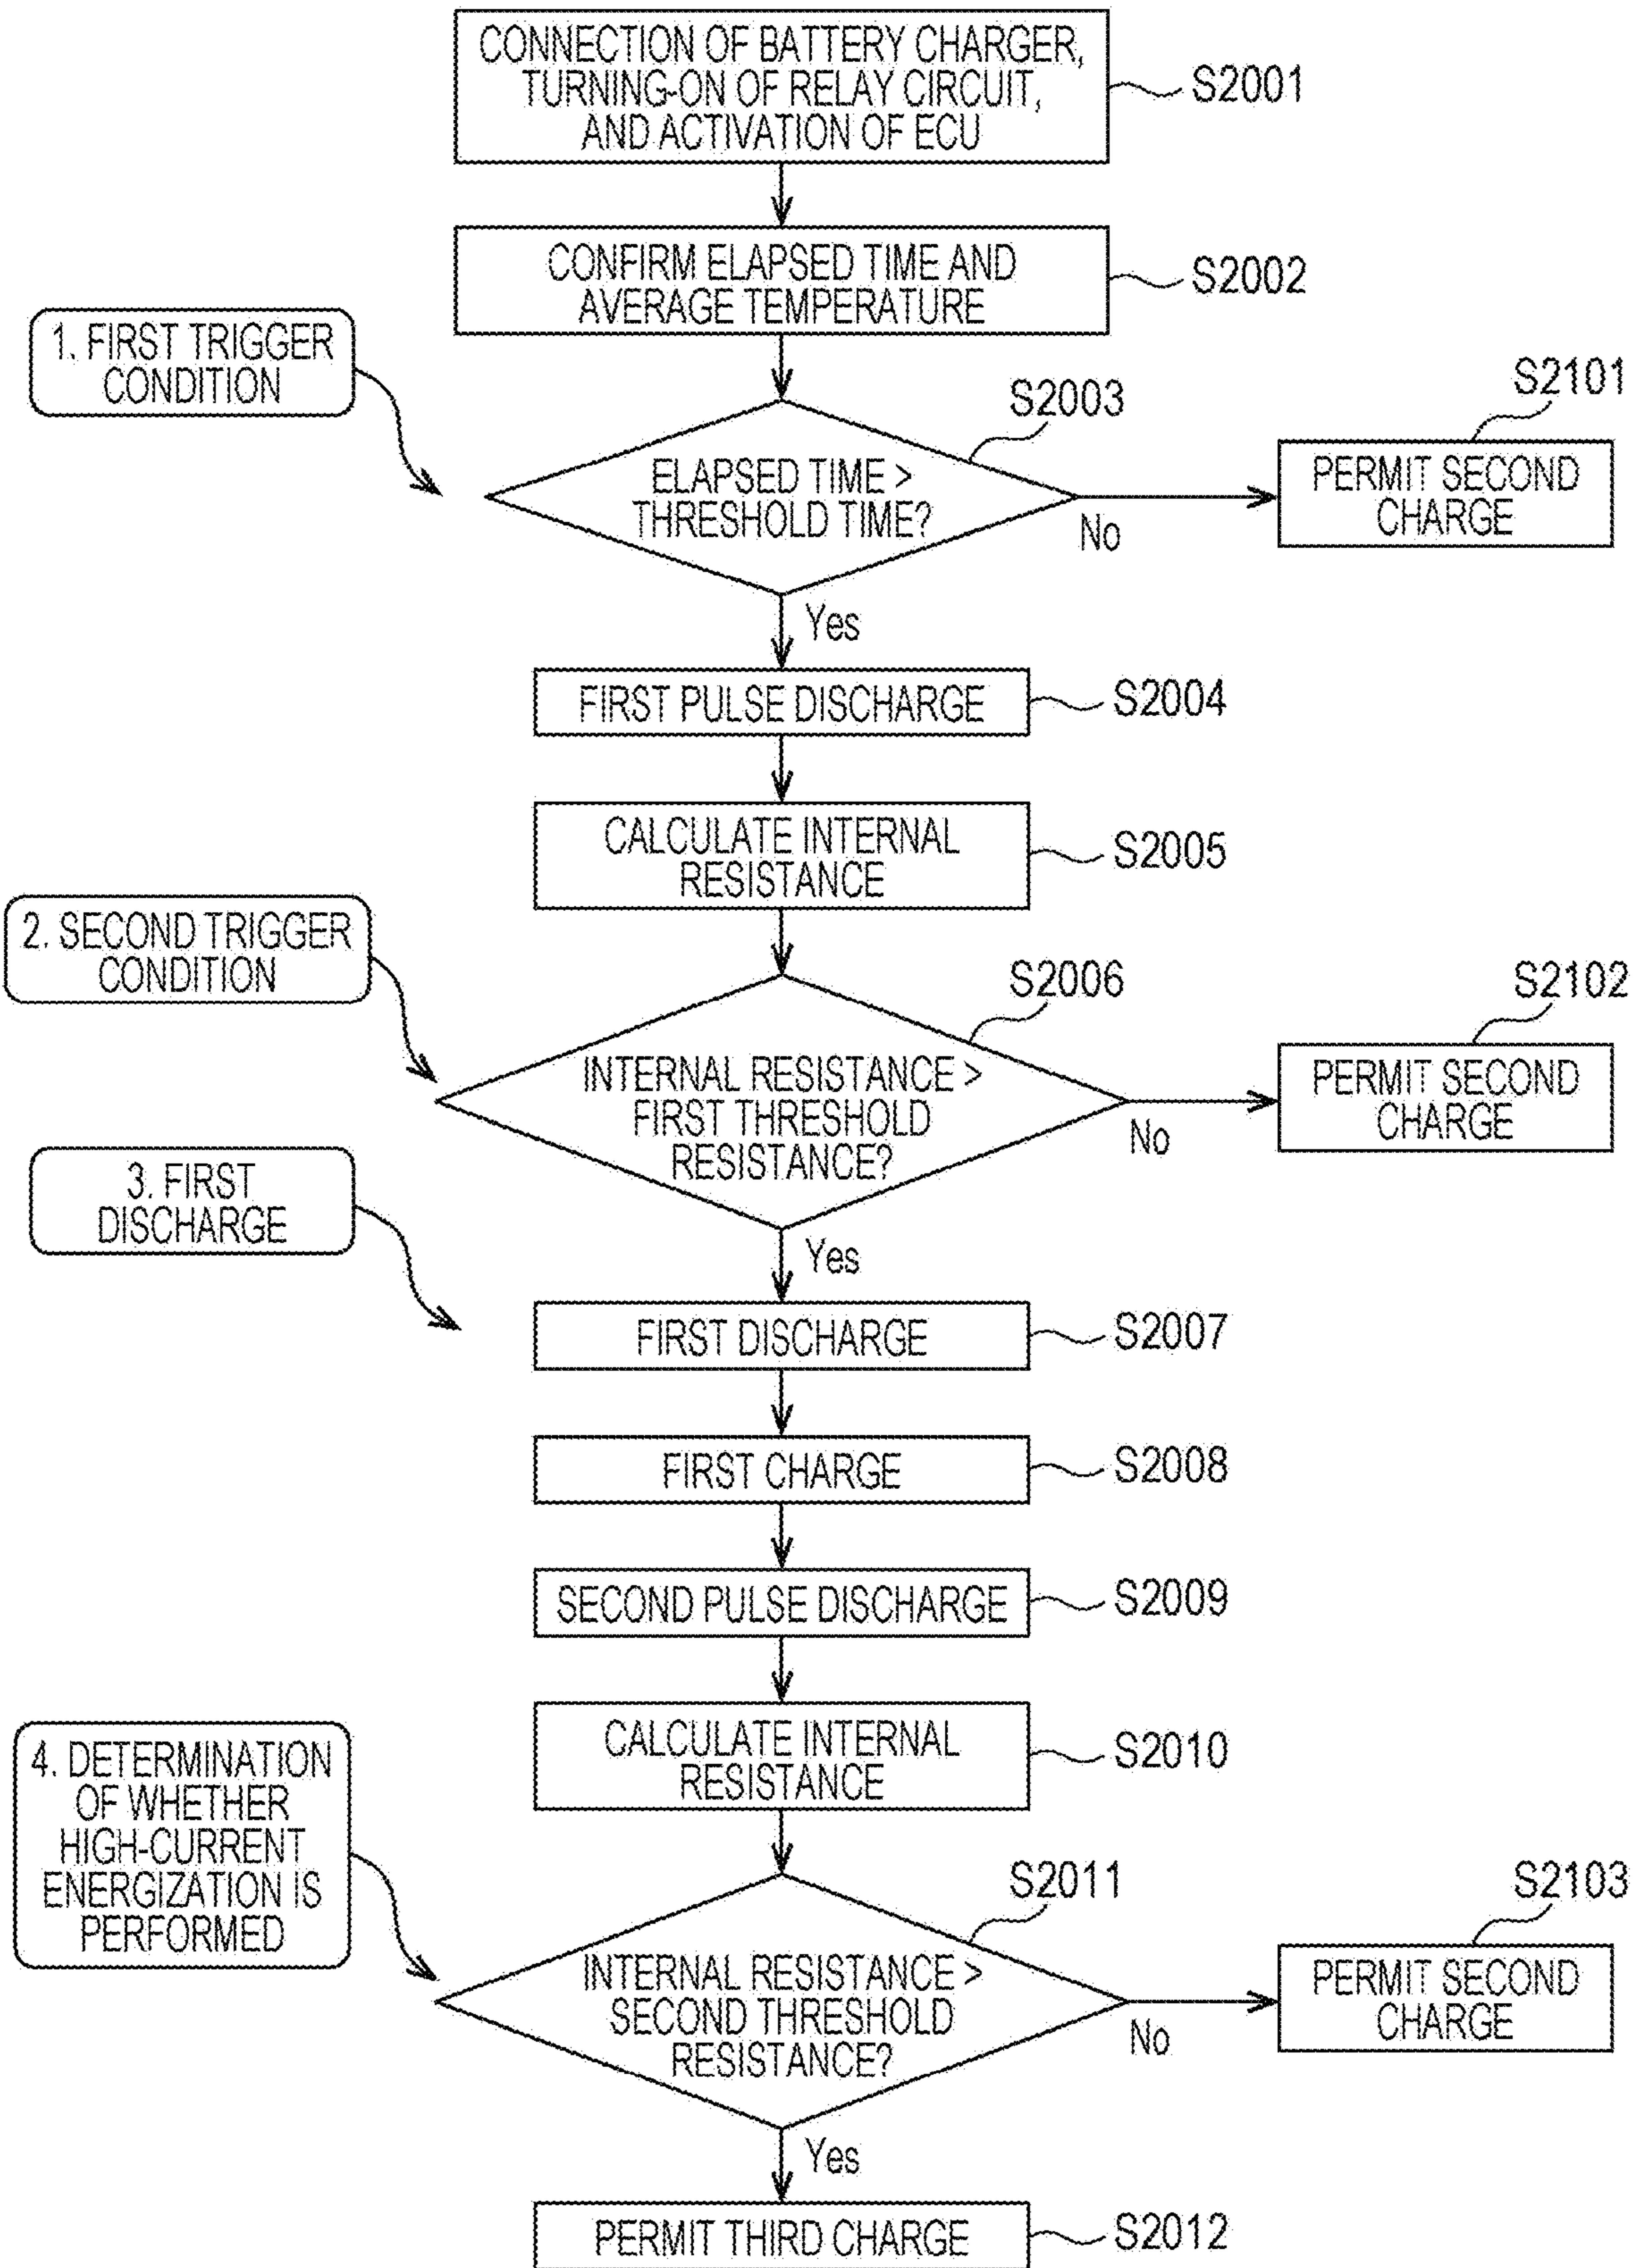 CONNECTION OF BATTERY CHARGER,
TURNING-ON OF RELAY CIRCUIT,
AND ACTIVATION OF ECU
S2001
CONFIRM ELAPSED TIME AND
AVERAGE TEMPERATURE
S2002
1. FIRST TRIGGER
CONDITION
S2003
ELAPSED TIME >
THRESHOLD TIME?
No
S2101
PERMIT SECOND
CHARGE
Yes
FIRST PULSE DISCHARGE
S2004
CALCULATE INTERNAL
RESISTANCE
S2005
2. SECOND TRIGGER
CONDITION
S2006
INTERNAL RESISTANCE >
FIRST THRESHOLD
RESISTANCE?
No
S2102
PERMIT SECOND
CHARGE
3. FIRST
DISCHARGE
Yes
FIRST DISCHARGE
S2007
FIRST CHARGE
S2008
SECOND PULSE DISCHARGE
S2009
CALCULATE INTERNAL
RESISTANCE
S2010
4. DETERMINATION
OF WHETHER
HIGH-CURRENT
ENERGIZATION IS
PERFORMED
S2011
INTERNAL RESISTANCE >
SECOND THRESHOLD
RESISTANCE?
No
S2103
PERMIT SECOND
CHARGE
Yes
PERMIT THIRD CHARGE
S2012